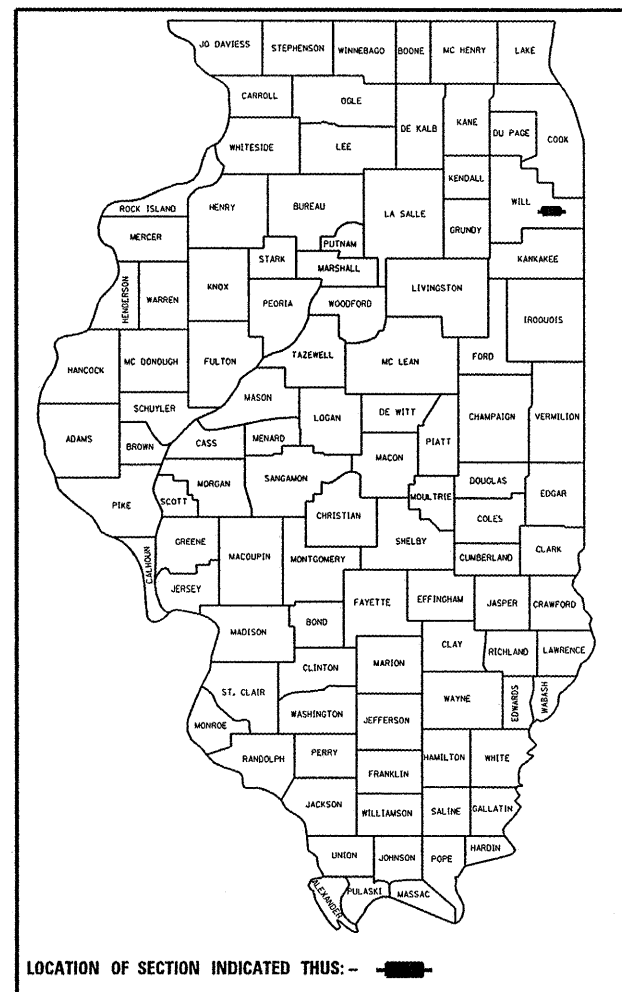 JO DAVIESS STEPHENSON WINNEBAGO BOONE MC HENRY LAKE
CARROLL OGLE DE KALB KANE DU PAGE COOK
WHITESIDE LEE KENDALL WILL
ROCK ISLAND HENRY BUREAU LA SALLE GRUNDY
MERCER STARK PUTNAM MARSHALL KANKAKEE
HENDERSON WARREN KNOX PEORIA WOODFORD LIVINGSTON IROQUOIS
HANCOCK MC DONOUGH FULTON TAZEWELL MC LEAN FORD
SCHUYLER MASON LOGAN DE WITT CHAMPAIGN VERMILION
ADAMS BROWN CASS MENARD MACON PIATT
PIKE SCOTT MORGAN SANGAMON CHRISTIAN MOULTRIE DOUGLAS EDGAR
COLES
CALHOUN GREENE MACOUPIN MONTGOMERY SHELBY CUMBERLAND CLARK
JERSEY FAYETTE EFFINGHAM JASPER CRAWFORD
MADISON BOND
CLINTON MARION CLAY RICHLAND LAWRENCE
ST. CLAIR WASHINGTON JEFFERSON WAYNE EDWARDS WABASH
MONROE
RANDOLPH PERRY FRANKLIN HAMILTON WHITE
JACKSON WILLIAMSON SALINE GALLATIN
UNION JOHNSON POPE HARDIN
ALEXANDER PULASKI MASSAC
LOCATION OF SECTION INDICATED THUS: -